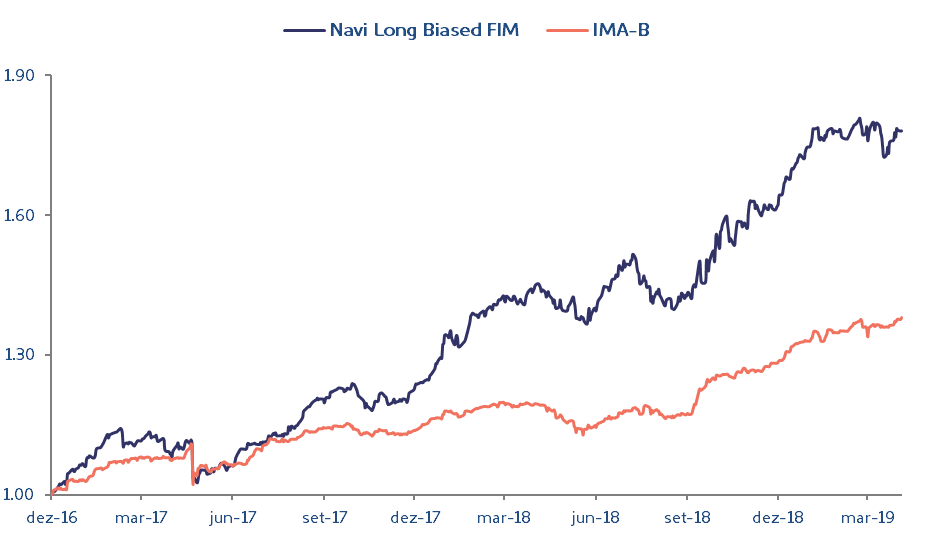 Navi Long Biased FIM IMA-B
1.90
1.60
1.30
1.00
dez-16 mar-17 jun-17 set-17 dez-17 mar-18 jun-18 set-18 dez-18 mar-19